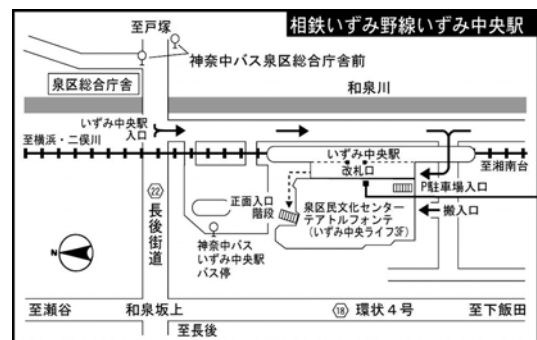 相鉄いずみ野線いずみ中央駅
至戸塚
神奈中バス泉区総合庁舎前
泉区総合庁舎
和泉川
いずみ中央駅
入口
至横浜・二俣川
いずみ中央駅
改札口
至湘南台
P駐車場入口
正面入口
階段
泉区民文化センター
テアトルフォンテ
(いずみ中央ライフ3F)
搬入口
22
長後街道
神奈中バス
いずみ中央駅
バス停
N
至瀬谷
和泉坂上
18 環状4号
至下飯田
至長後